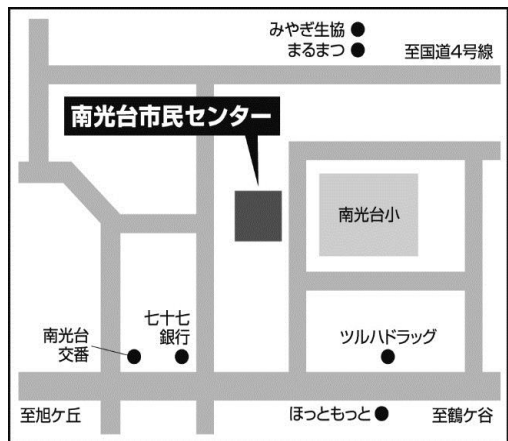 みやぎ生協
まるまつ
至国道4号線
南光台市民センター
南光台小
七十七
銀行
南光台
交番
ツルハドラッグ
至旭ケ丘
ほっともっと
至鶴ケ谷